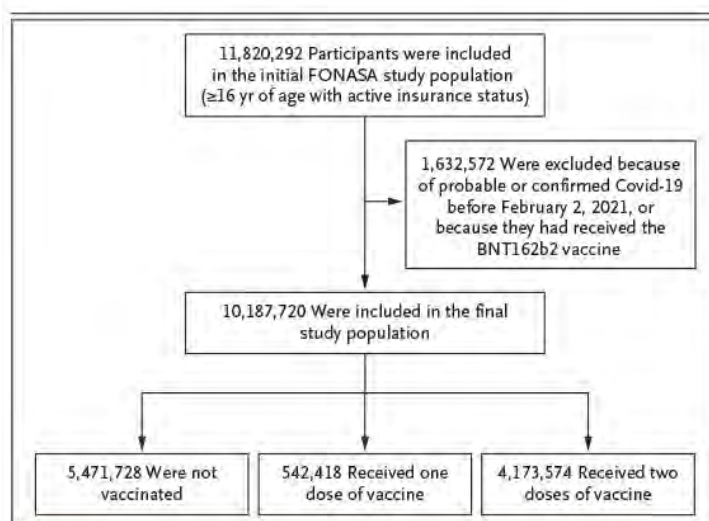 11,820,292 Participants were included
in the initial FONASA study population
(≥16 yr of age with active insurance status)
1,632,572 Were excluded because
of probable or confirmed Covid-19
before February 2, 2021, or
because they had received the
BNT162b2 vaccine
10,187,720 Were included in the final
study population
5,471,728 Were not
vaccinated
542,418 Received one
dose of vaccine
4,173,574 Received two
doses of vaccine